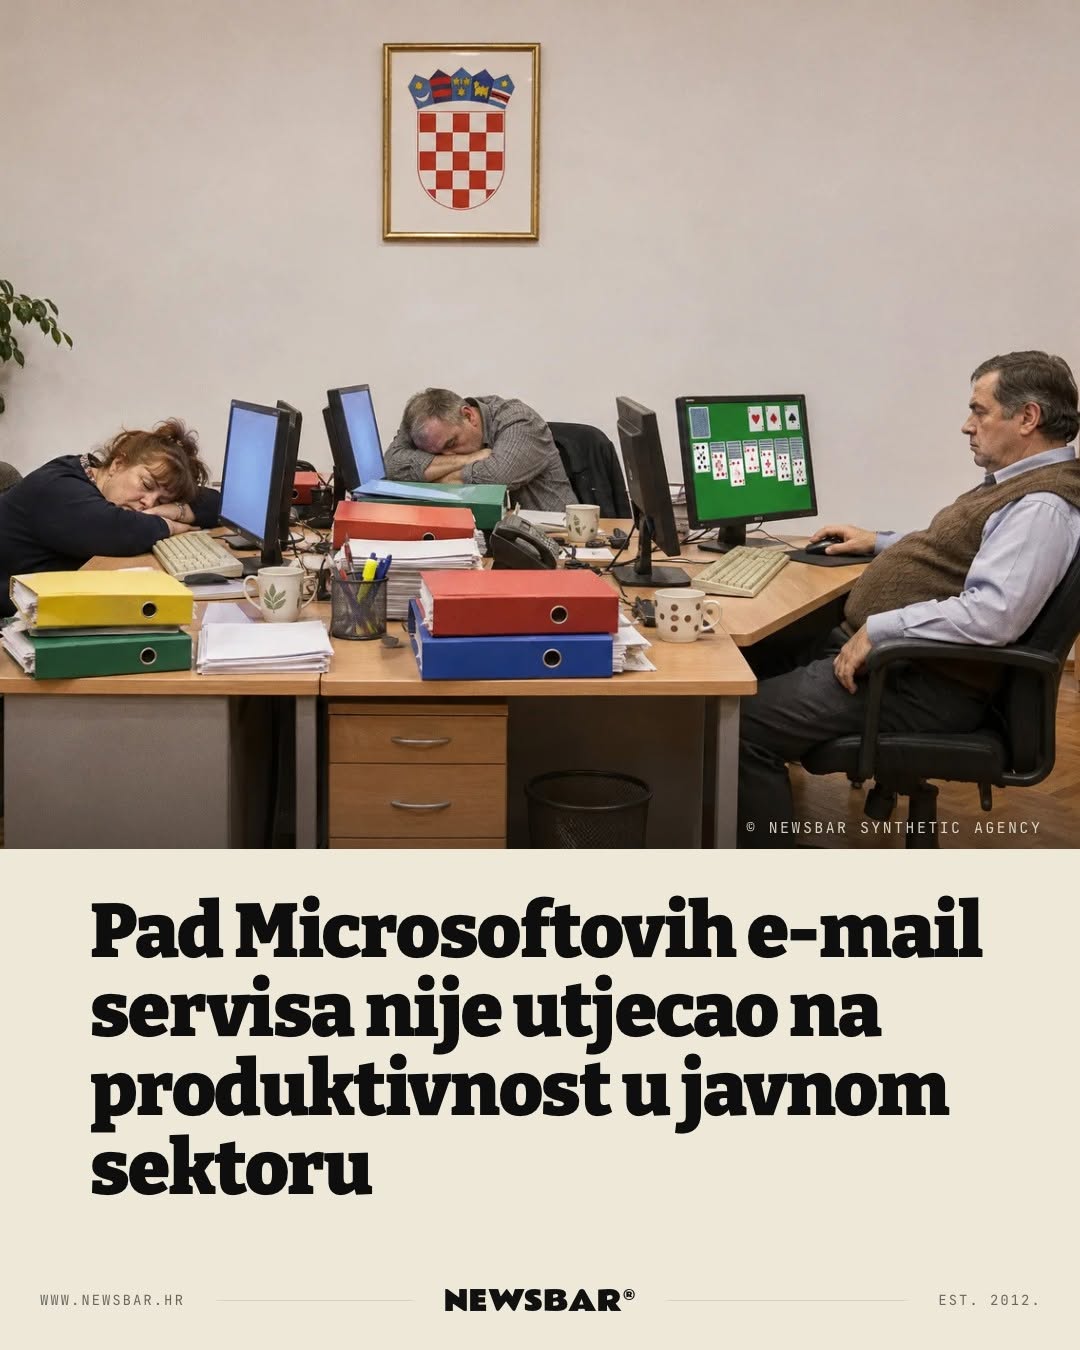 © NEWSBAR SYNTHETIC AGENCY
Pad Microsoftovih e-mail
servisa nije utjecao na
produktivnost u javnom
sektoru
WWW.NEWSBAR.HR
NEWSBAR®
EST. 2012.